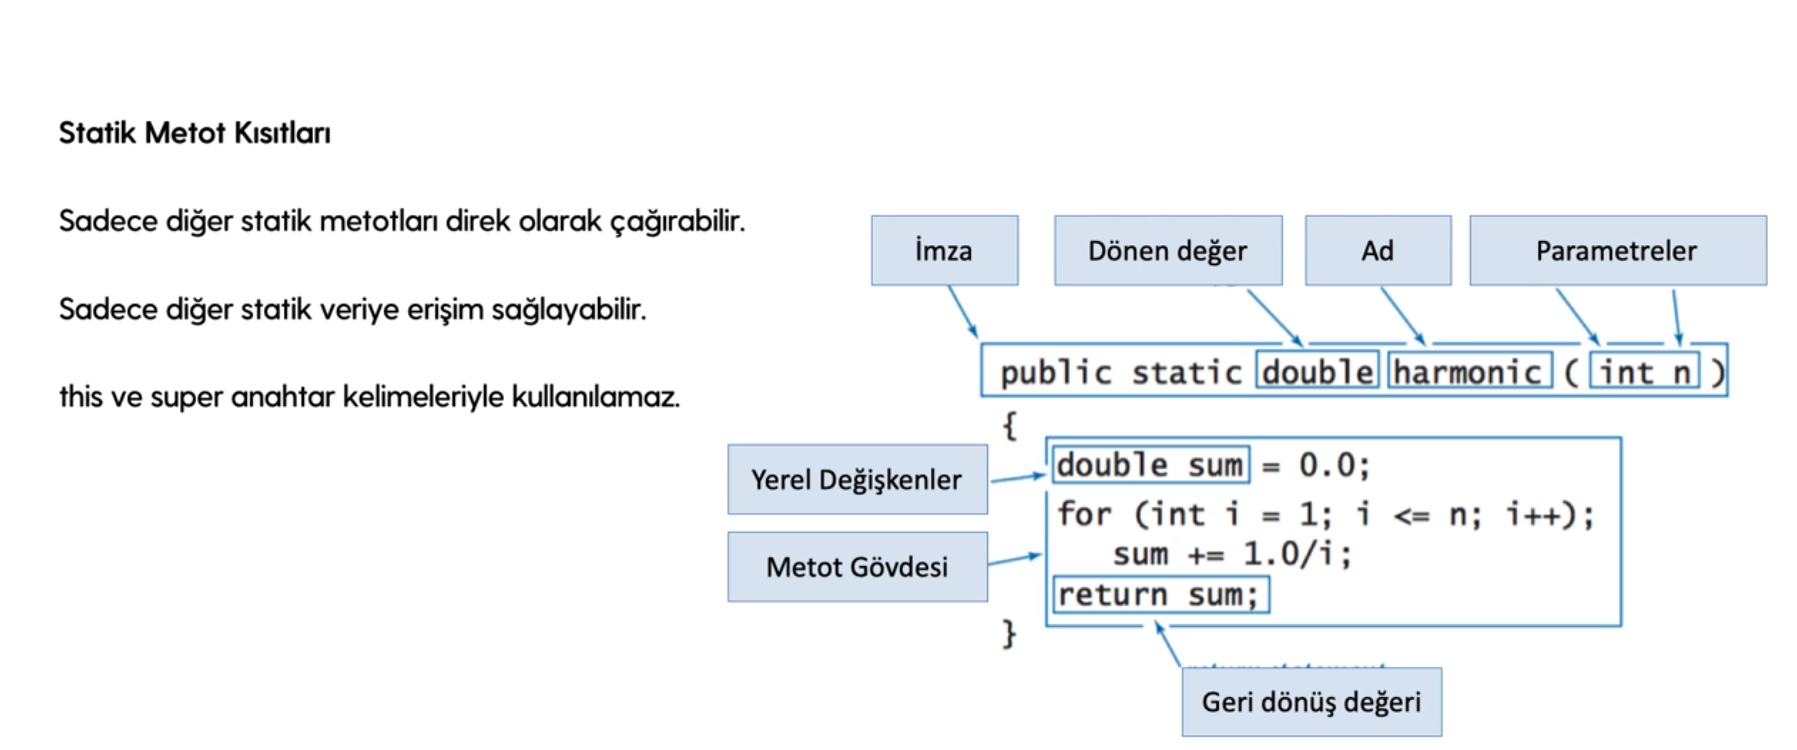 Statik Metot Kısıtları
Sadece diğer statik metotları direk olarak çağırabilir.
Sadece diğer statik veriye erişim sağlayabilir.
this ve super anahtar kelimeleriyle kullanılamaz.
İmza
Dönen değer
Ad
Parametreler
public static double harmonic ( int n )
{
Yerel Değişkenler
double sum = 0.0;
for (int i = 1; i <= n; i++);
Metot Gövdesi
sum += 1.0/i;
return sum;
}
Geri dönüş değeri